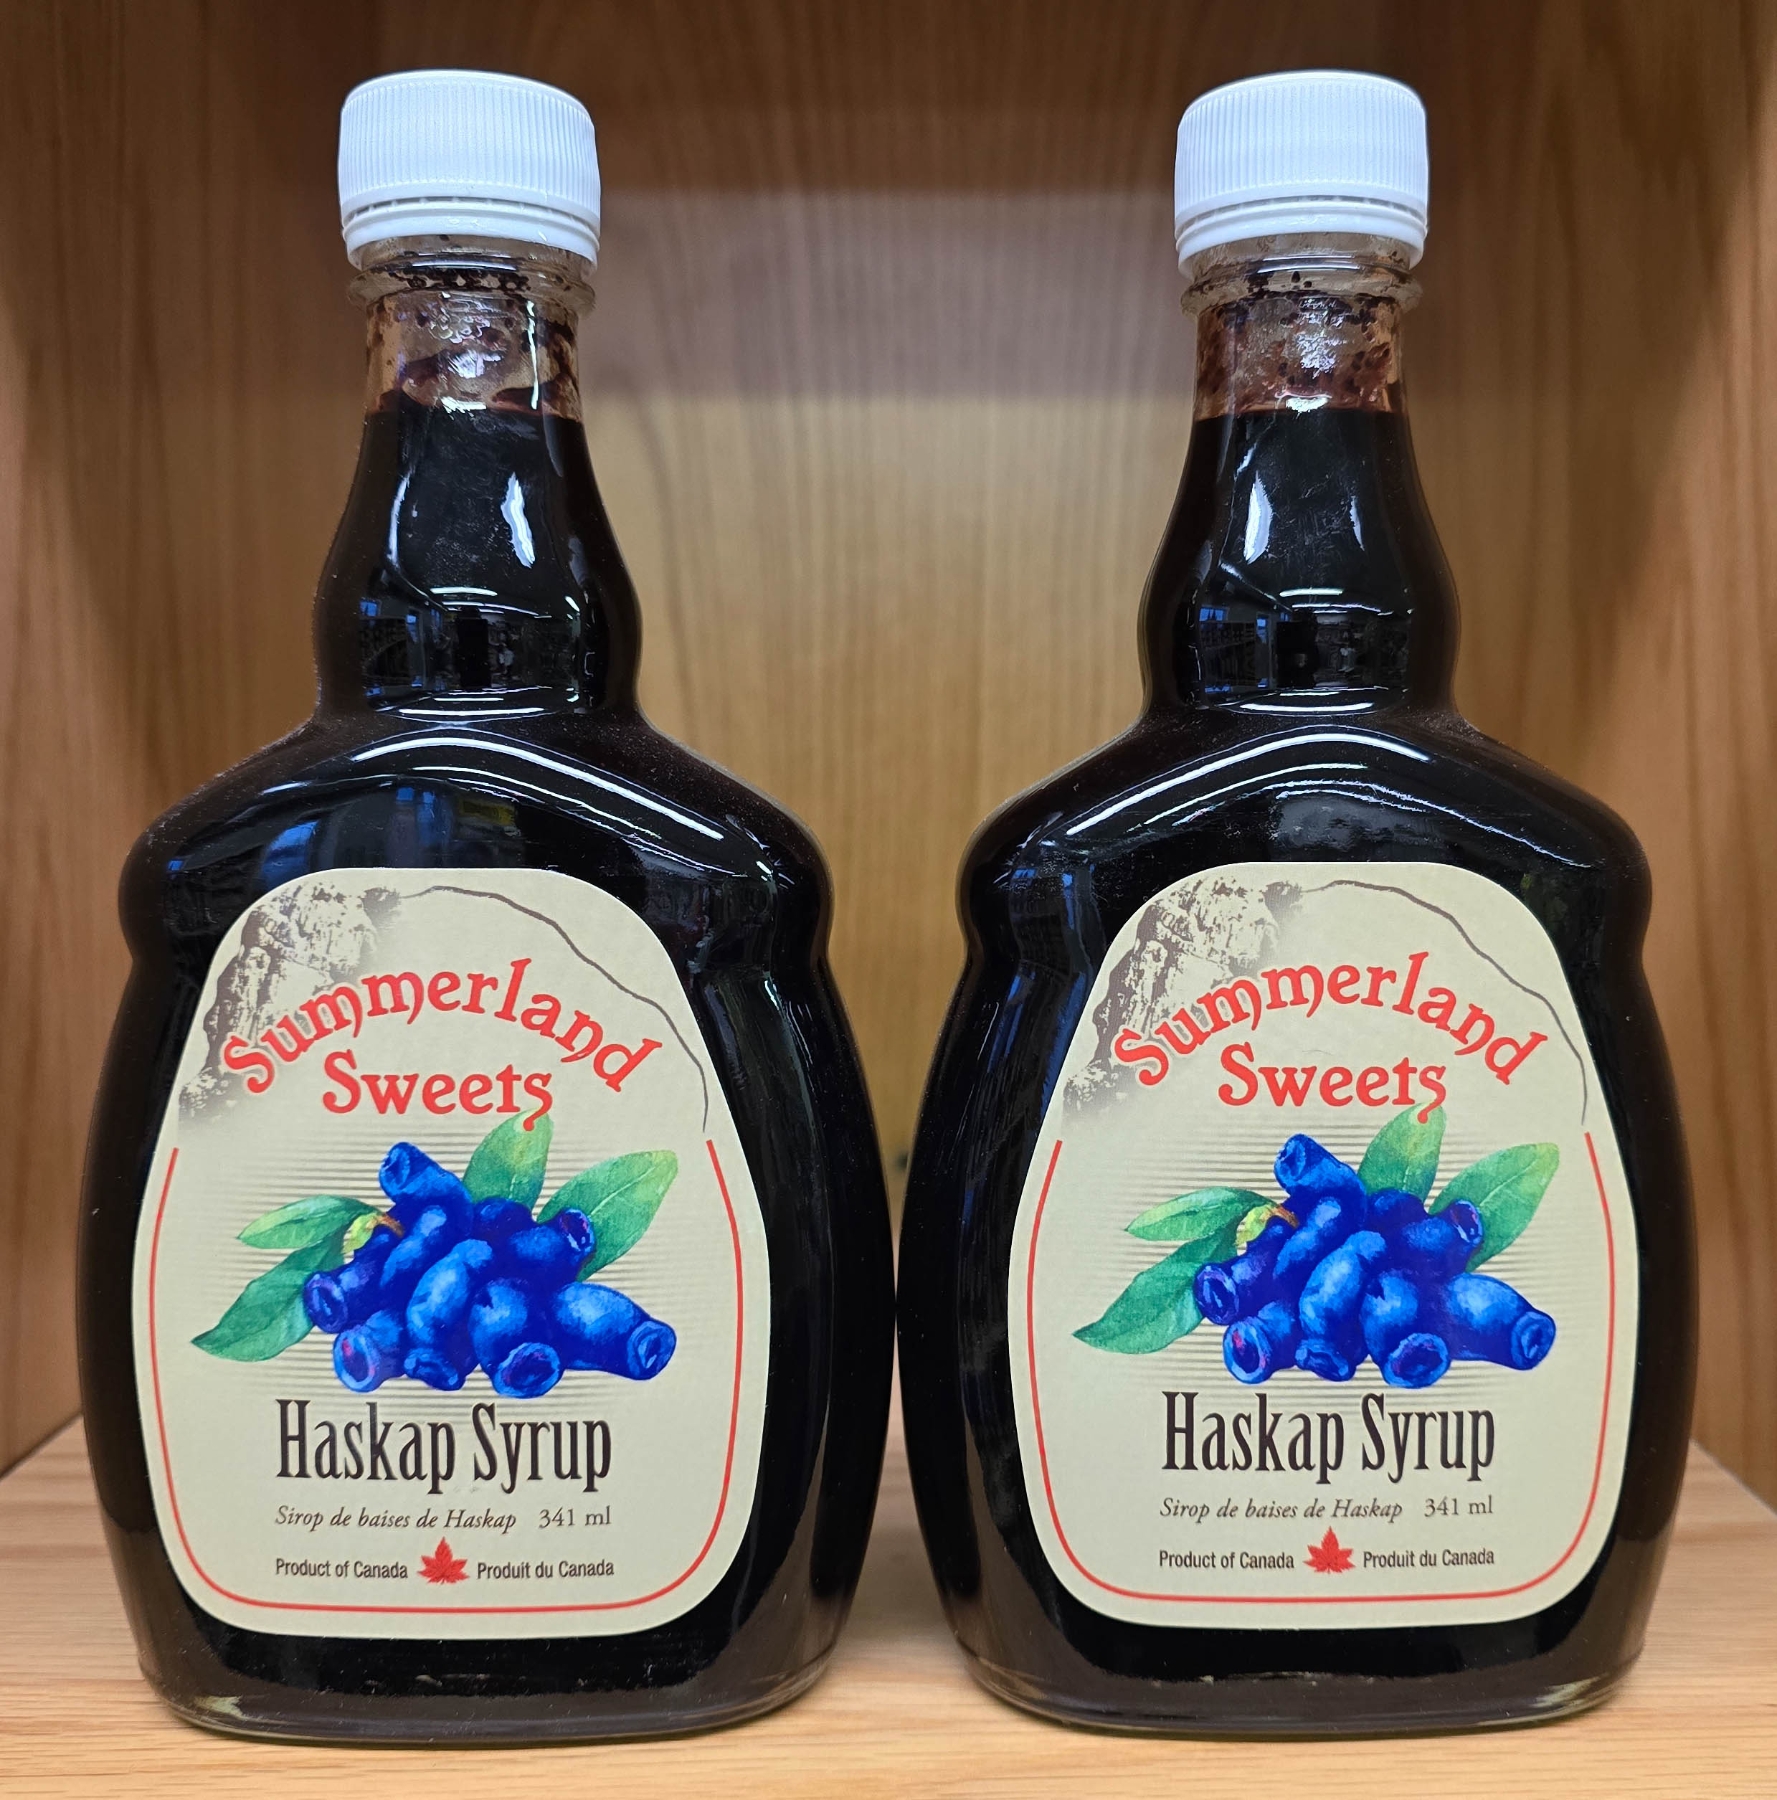 Summerland
Sweets
Haskap Syrup
Sirop de baises de Haskap 341 ml
Product of Canada Produit du Canada
Summerland
Sweets
Haskap Syrup
Sirop de baises de Haskap 341 ml
Product of Canada Produit du Canada